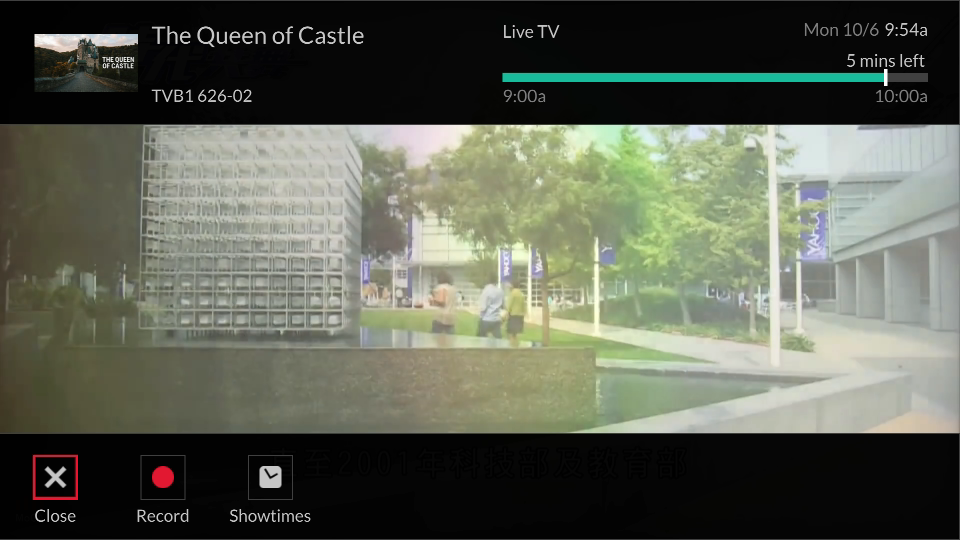 The Queen of Castle
THE QUEEN
OF CASTLE
TVB1 626-02
Live TV
Mon 10/6 9:54a
5 mins left
9:00a
10:00a
YAHOO
至2001年科技部及教育部
Close
Record
Showtimes